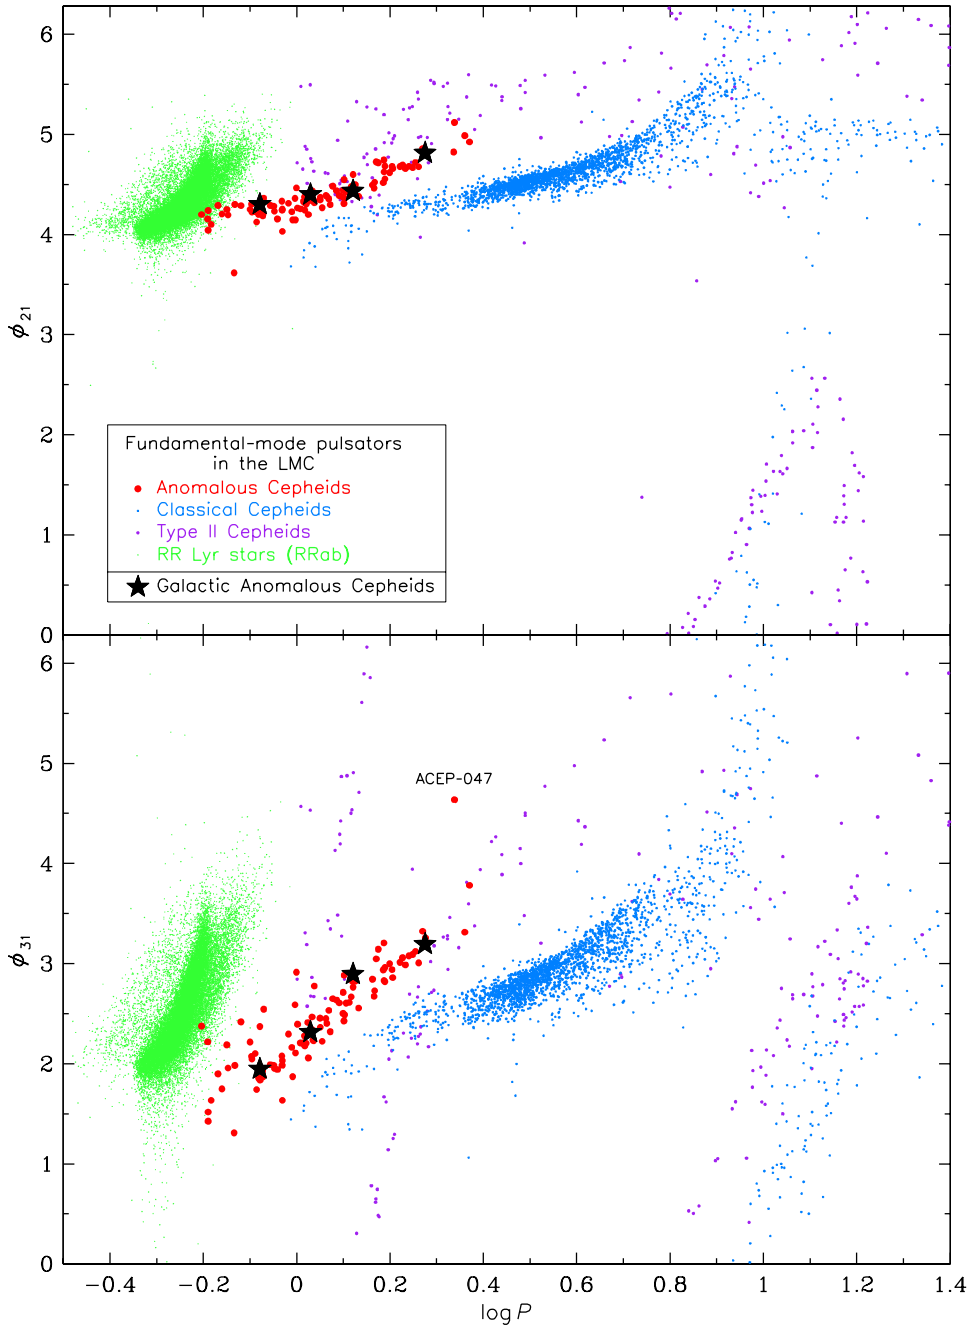 6
5
4
3
2
1
0
ϕ21
Fundamental-mode pulsators
in the LMC
Anomalous Cepheids
Classical Cepheids
Type II Cepheids
RR Lyr stars (RRab)
Galactic Anomalous Cepheids
6
5
4
3
2
1
0
ϕ31
ACEP-047
−0.4 −0.2 0 0.2 0.4 0.6 0.8 1 1.2 1.4
log P